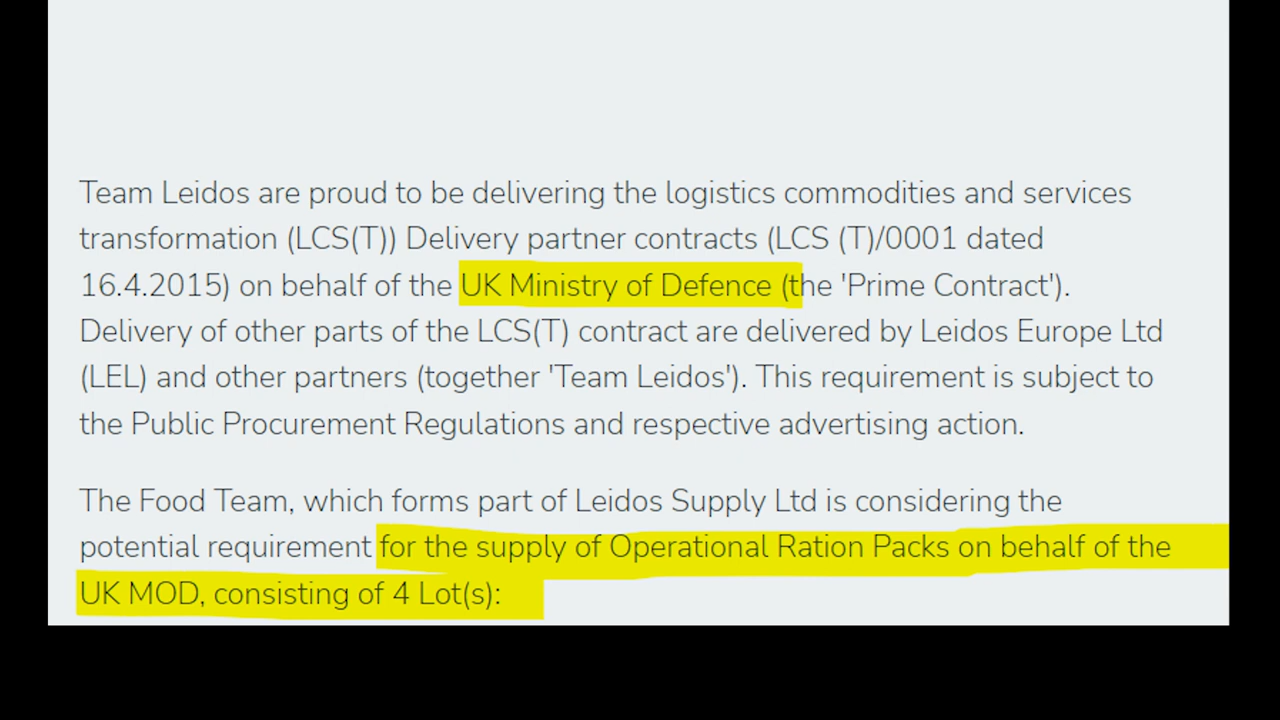 Team Leidos are proud to be delivering the logistics commodities and services
transformation (LCS(T)) Delivery partner contracts (LCS (T)/0001 dated
16.4.2015) on behalf of the UK Ministry of Defence (the 'Prime Contract').
Delivery of other parts of the LCS(T) contract are delivered by Leidos Europe Ltd
(LEL) and other partners (together 'Team Leidos'). This requirement is subject to
the Public Procurement Regulations and respective advertising action.
The Food Team, which forms part of Leidos Supply Ltd is considering the
potential requirement for the supply of Operational Ration Packs on behalf of the
UK MOD, consisting of 4 Lot(s):